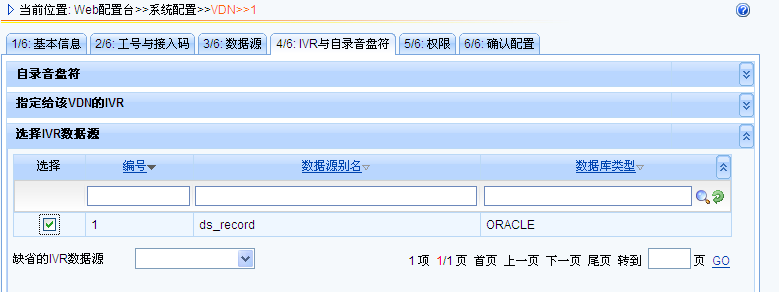 当前位置: Web配置台>>系统配置>>VDN>>1
1/6: 基本信息 2/6: 工号与接入码 3/6: 数据源 4/6: IVR与自录音盘符 5/6: 权限 6/6: 确认配置
自录音盘符
指定给该VDN的IVR
选择IVR数据源
选择 编号 数据源别名 数据库类型
1 ds_record ORACLE
缺省的IVR数据源 1 项 1/1 页 首页 上一页 下一页 尾页 转到 页 GO